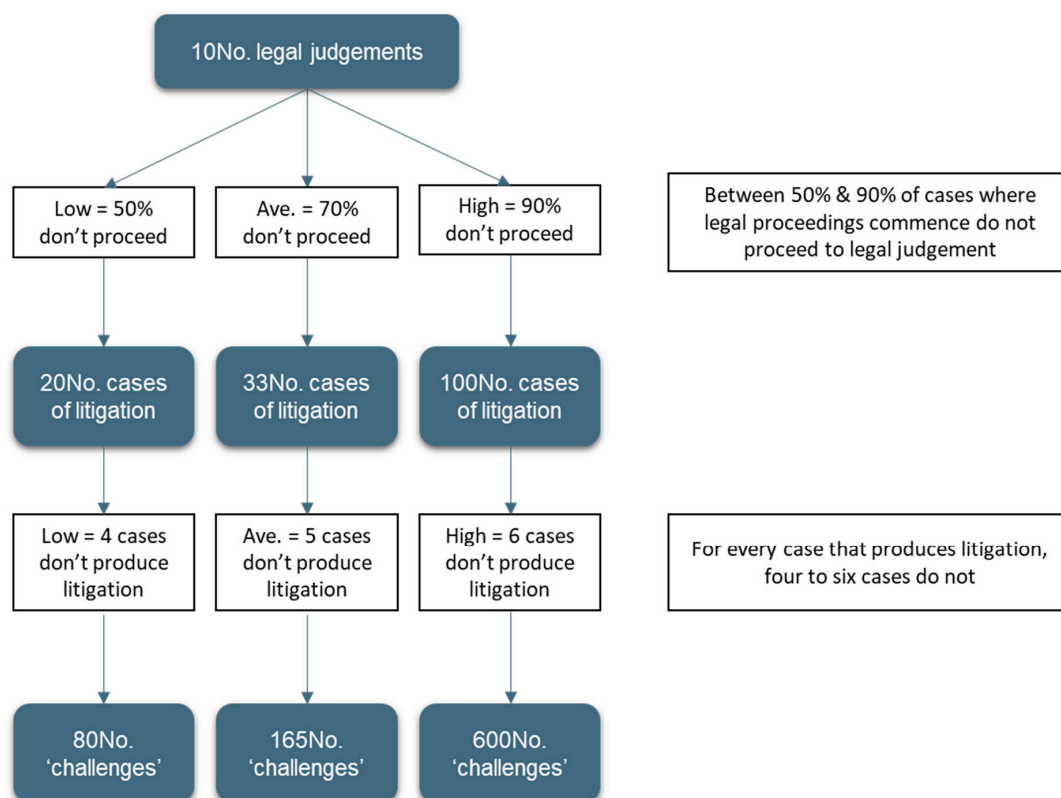 10No. legal judgements
Low = 50%
don’t proceed
Ave. = 70%
don’t proceed
High = 90%
don’t proceed
Between 50% & 90% of cases where
legal proceedings commence do not
proceed to legal judgement
20No. cases
of litigation
33No. cases
of litigation
100No. cases
of litigation
Low = 4 cases
don’t produce
litigation
Ave. = 5 cases
don’t produce
litigation
High = 6 cases
don’t produce
litigation
For every case that produces litigation,
four to six cases do not
80No.
‘challenges’
165No.
‘challenges’
600No.
‘challenges’